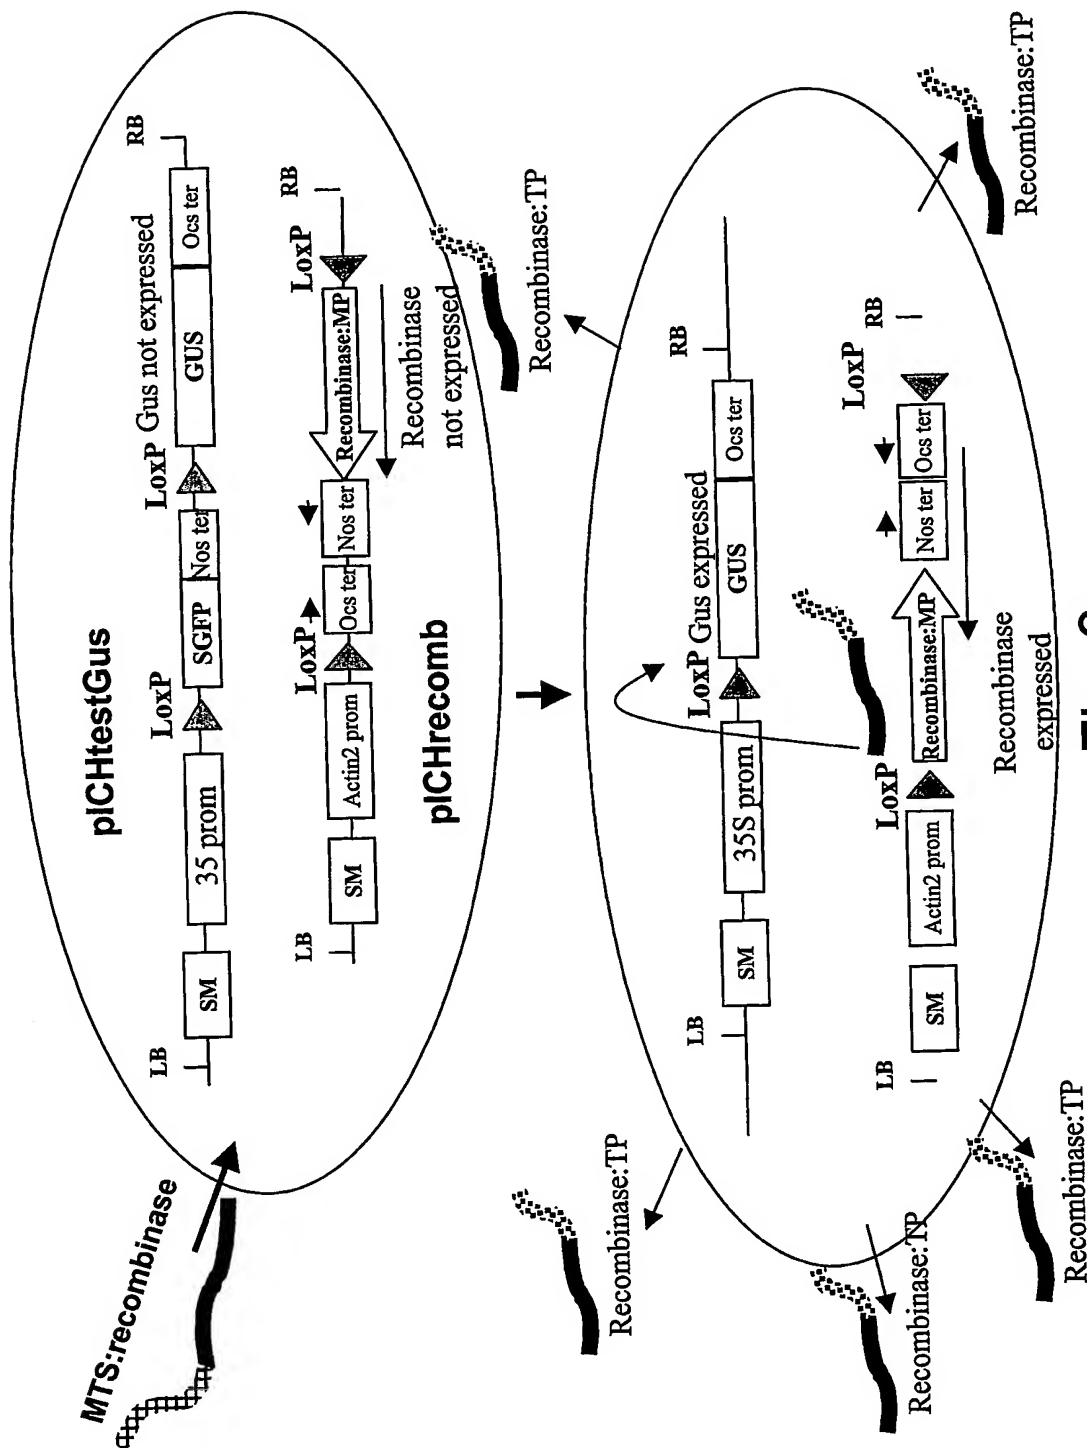 MTS:recombinase
pICHtestGus
LB
SM
35 prom
LoxP
SGFP
Nos ter
LoxP
Gus not expressed
GUS
Ocs ter
RB
LB
SM
Actin2 prom
LoxP
Ocs ter
Nos ter
Recombinase:MP
LoxP
RB
pICHrecomb
Recombinase
not expressed
Recombinase:TP
LB
SM
35S prom
LoxP
Gus expressed
GUS
Ocs ter
RB
LB
SM
Actin2 prom
LoxP
Recombinase:MP
Nos ter
Ocs ter
LoxP
RB
Recombinase
expressed
Recombinase:TP
Recombinase:TP
Recombinase:TP
Recombinase:TP